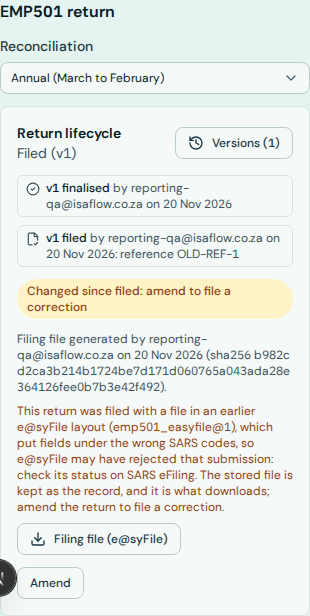 EMP501 return
Reconciliation
Annual (March to February)
Return lifecycle
Filed (v1)
Versions (1)
v1 finalised by reporting-
qa@isaflow.co.za on 20 Nov 2026
v1 filed by reporting-qa@isaflow.co.za on
20 Nov 2026: reference OLD-REF-1
Changed since filed: amend to file a
correction
Filing file generated by reporting-
qa@isaflow.co.za on 20 Nov 2026 (sha256 b982c
d2ca3b214b1724be7d171d060765a043ada28e
364126fee0b7b3e42f492).
This return was filed with a file in an earlier
e@syFile layout (emp501_easyfile@1), which
put fields under the wrong SARS codes, so
e@syFile may have rejected that submission:
check its status on SARS eFiling. The stored file is
kept as the record, and it is what downloads;
amend the return to file a correction.
Filing file (e@syFile)
Amend